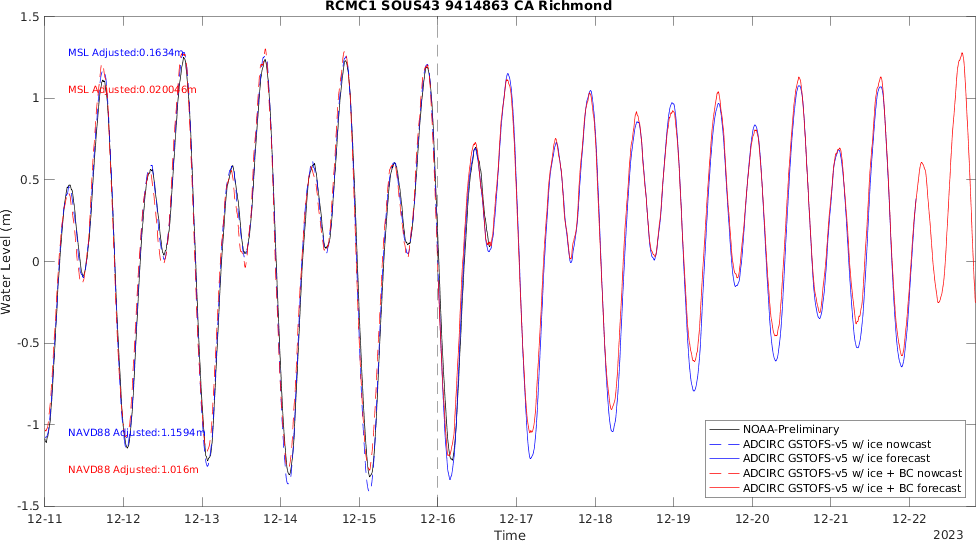 RCMC1 SOUS43 9414863 CA Richmond
1.5
1
0.5
0
-0.5
-1
-1.5
Water Level (m)
MSL Adjusted:0.1634m
MSL Adjusted:0.020046m
NAVD88 Adjusted:1.1594m
NAVD88 Adjusted:1.016m
NOAA-Preliminary
ADCIRC GSTOFS-v5 w/ ice nowcast
ADCIRC GSTOFS-v5 w/ ice forecast
ADCIRC GSTOFS-v5 w/ ice + BC nowcast
ADCIRC GSTOFS-v5 w/ ice + BC forecast
12-11 12-12 12-13 12-14 12-15 12-16 12-17 12-18 12-19 12-20 12-21 12-22
Time
2023